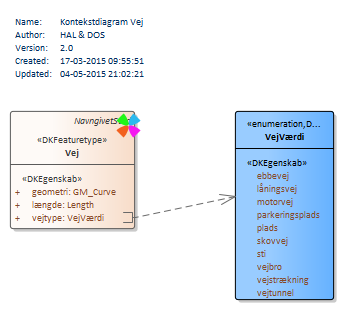 Name: Kontekstdiagram Vej
Author: HAL & DOS
Version: 2.0
Created: 17-03-2015 09:55:51
Updated: 04-05-2015 21:02:21
«DKFeaturetype»
Vej
«DKEgenskab»
+ geometri: GM_Curve
+ længde: Length
+ vejtype: VejVærdi
«enumeration,D...
VejVærdi
«DKEgenskab»
ebbevej
låningsvej
motorvej
parkeringsplads
plads
skovvej
sti
vejbro
vejstrækning
vejtunnel